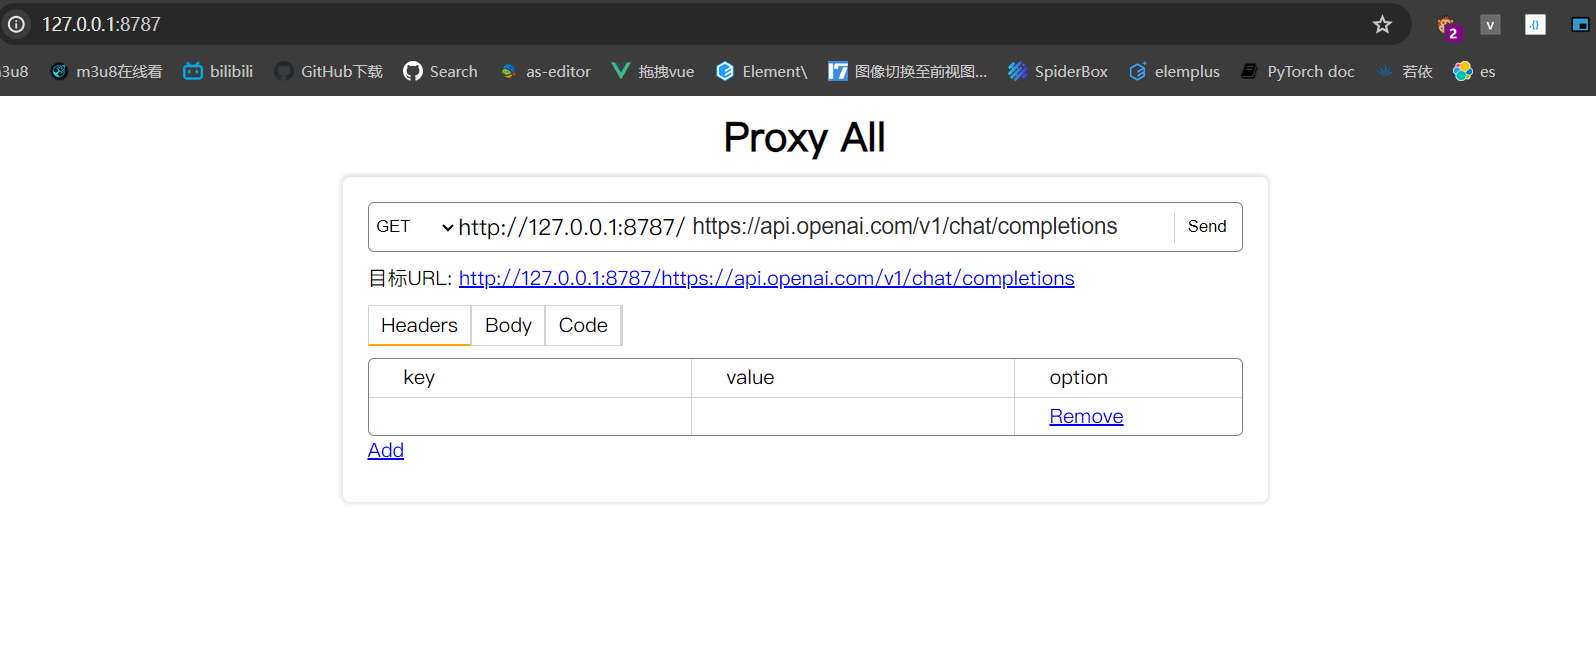 127.0.0.1:8787
2 v {}
m3u8在线看 bilibili GitHub下载 Search as-editor 拖拽vue Element\ 图像切换至前视图... SpiderBox elemplus PyTorch doc 若依 es
Proxy All
GET http://127.0.0.1:8787/ https://api.openai.com/v1/chat/completions Send
目标URL: http://127.0.0.1:8787/https://api.openai.com/v1/chat/completions
Headers Body Code
key value option
Remove
Add